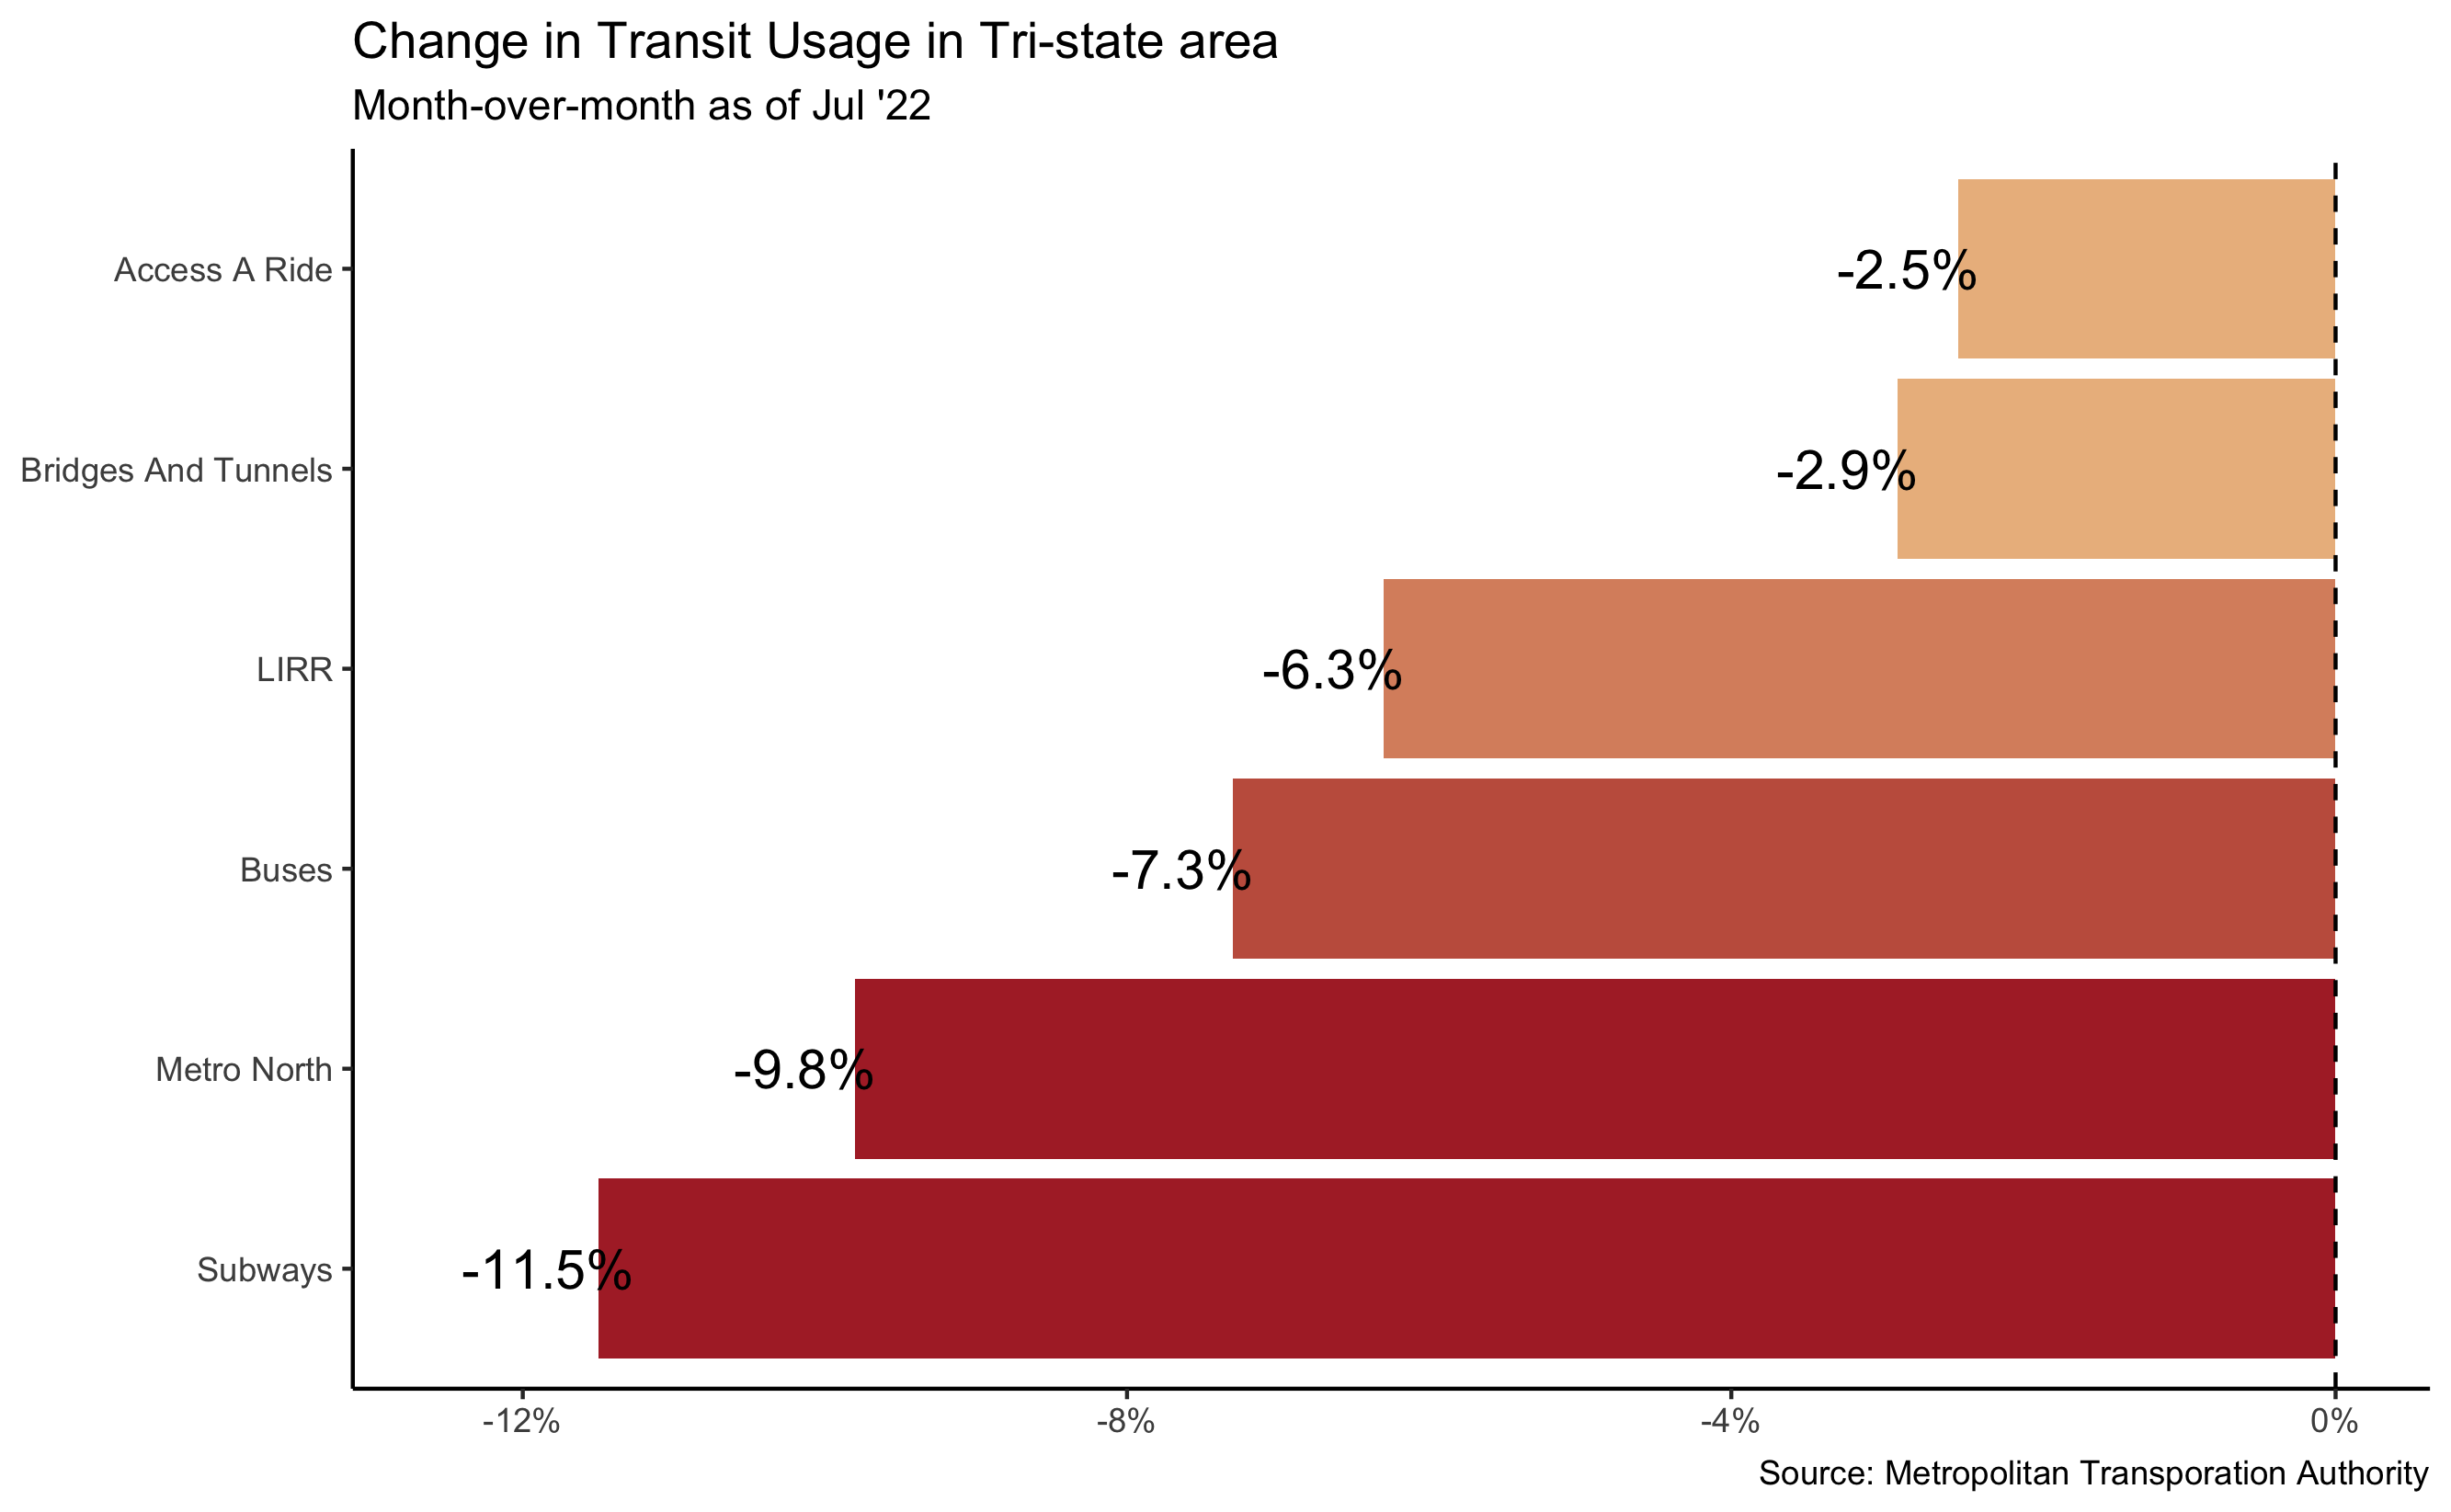 Change in Transit Usage in Tri-state area
Month-over-month as of Jul '22
Access A Ride
-2.5%
Bridges And Tunnels
-2.9%
LIRR
-6.3%
Buses
-7.3%
Metro North
-9.8%
Subways
-11.5%
-12%
-8%
-4%
0%
Source: Metropolitan Transporation Authority